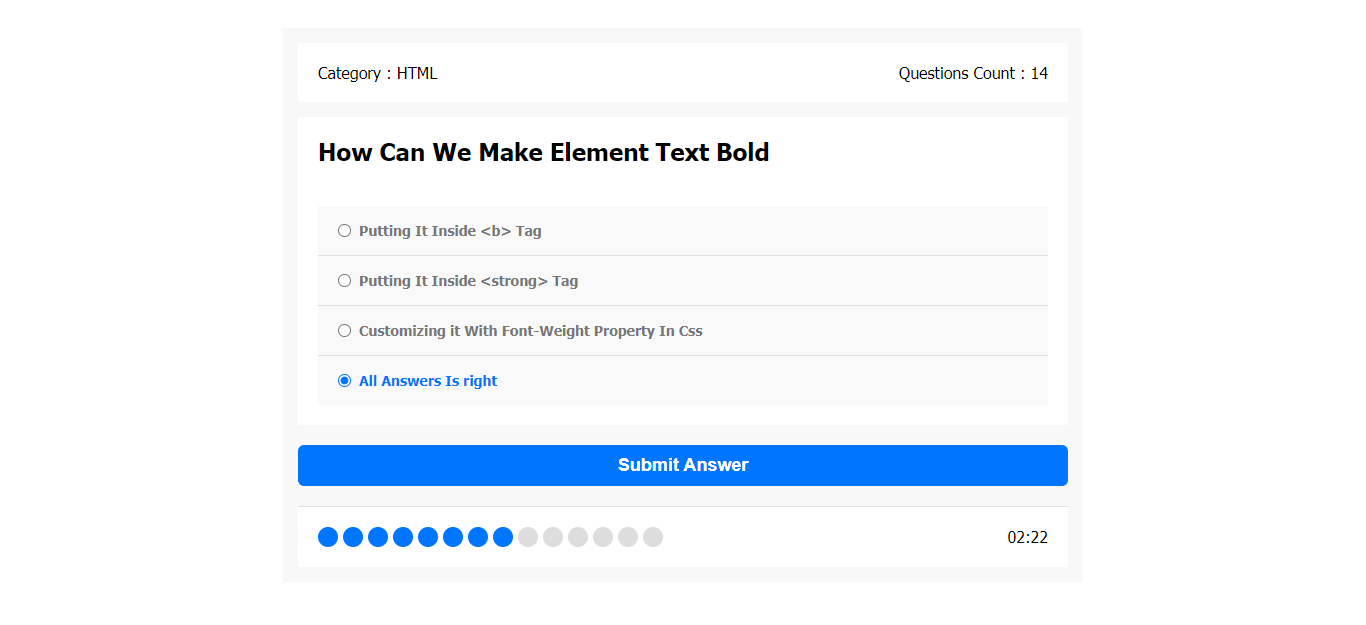 Category : HTML
Questions Count : 14
How Can We Make Element Text Bold
Putting It Inside <b> Tag
Putting It Inside <strong> Tag
Customizing it With Font-Weight Property In Css
All Answers Is right
Submit Answer
02:22